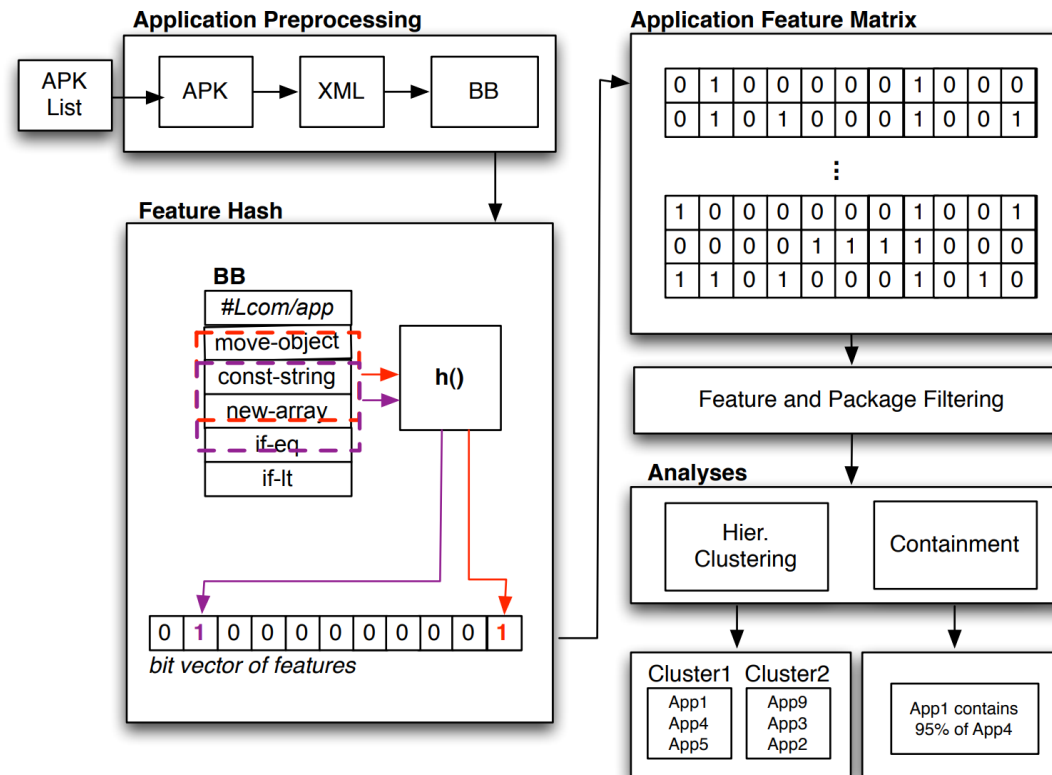 Application Preprocessing
APK
List
APK
XML
BB
Feature Hash
BB
#Lcom/app
move-object
const-string
new-array
if-eq
if-lt
h()
0 1 0 0 0 0 0 0 0 0 1
bit vector of features
Application Feature Matrix
0 1 0 0 0 0 0 1 0 0 0
0 1 0 1 0 0 0 1 0 0 1
⋮
1 0 0 0 0 0 0 1 0 0 1
0 0 0 0 1 1 1 1 0 0 0
1 1 0 1 0 0 0 1 0 1 0
Feature and Package Filtering
Analyses
Hier.
Clustering
Containment
Cluster1 Cluster2
App1 App9
App4 App3
App5 App2
App1 contains
95% of App4